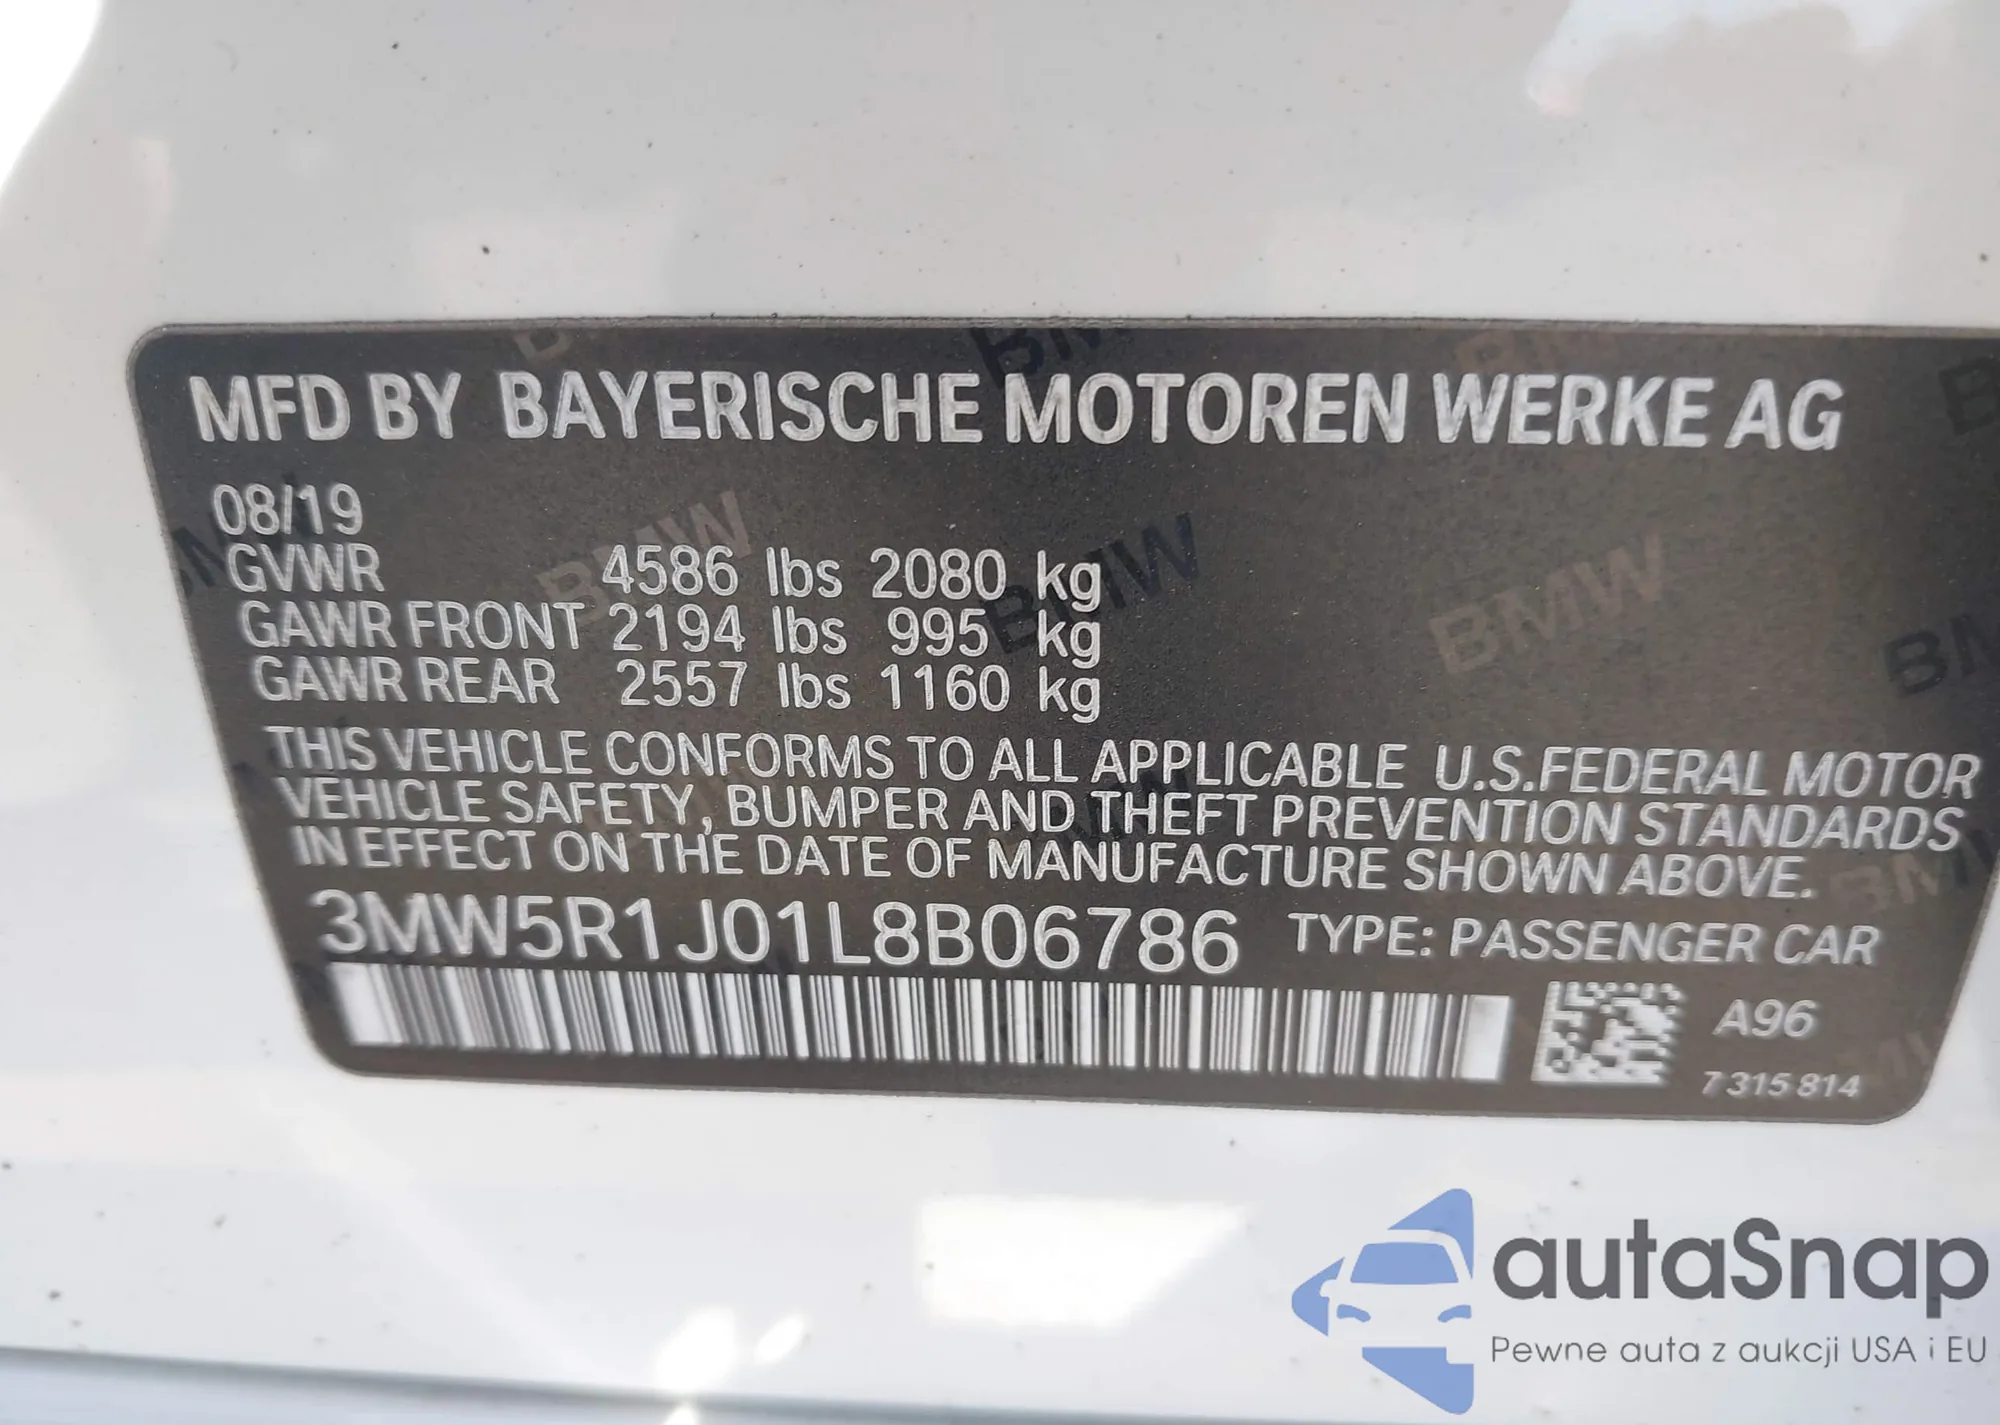 MFD BY BAYERISCHE MOTOREN WERKE AG
08/19
GVWR 4586 lbs 2080 kg
GAWR FRONT 2194 lbs 995 kg
GAWR REAR 2557 lbs 1160 kg
THIS VEHICLE CONFORMS TO ALL APPLICABLE U.S.FEDERAL MOTOR
VEHICLE SAFETY, BUMPER AND THEFT PREVENTION STANDARDS
IN EFFECT ON THE DATE OF MANUFACTURE SHOWN ABOVE.
3MW5R1J01L8B06786 TYPE: PASSENGER CAR
A96
7 315 814
autaSnap
Pewne auta z aukcji USA i EU